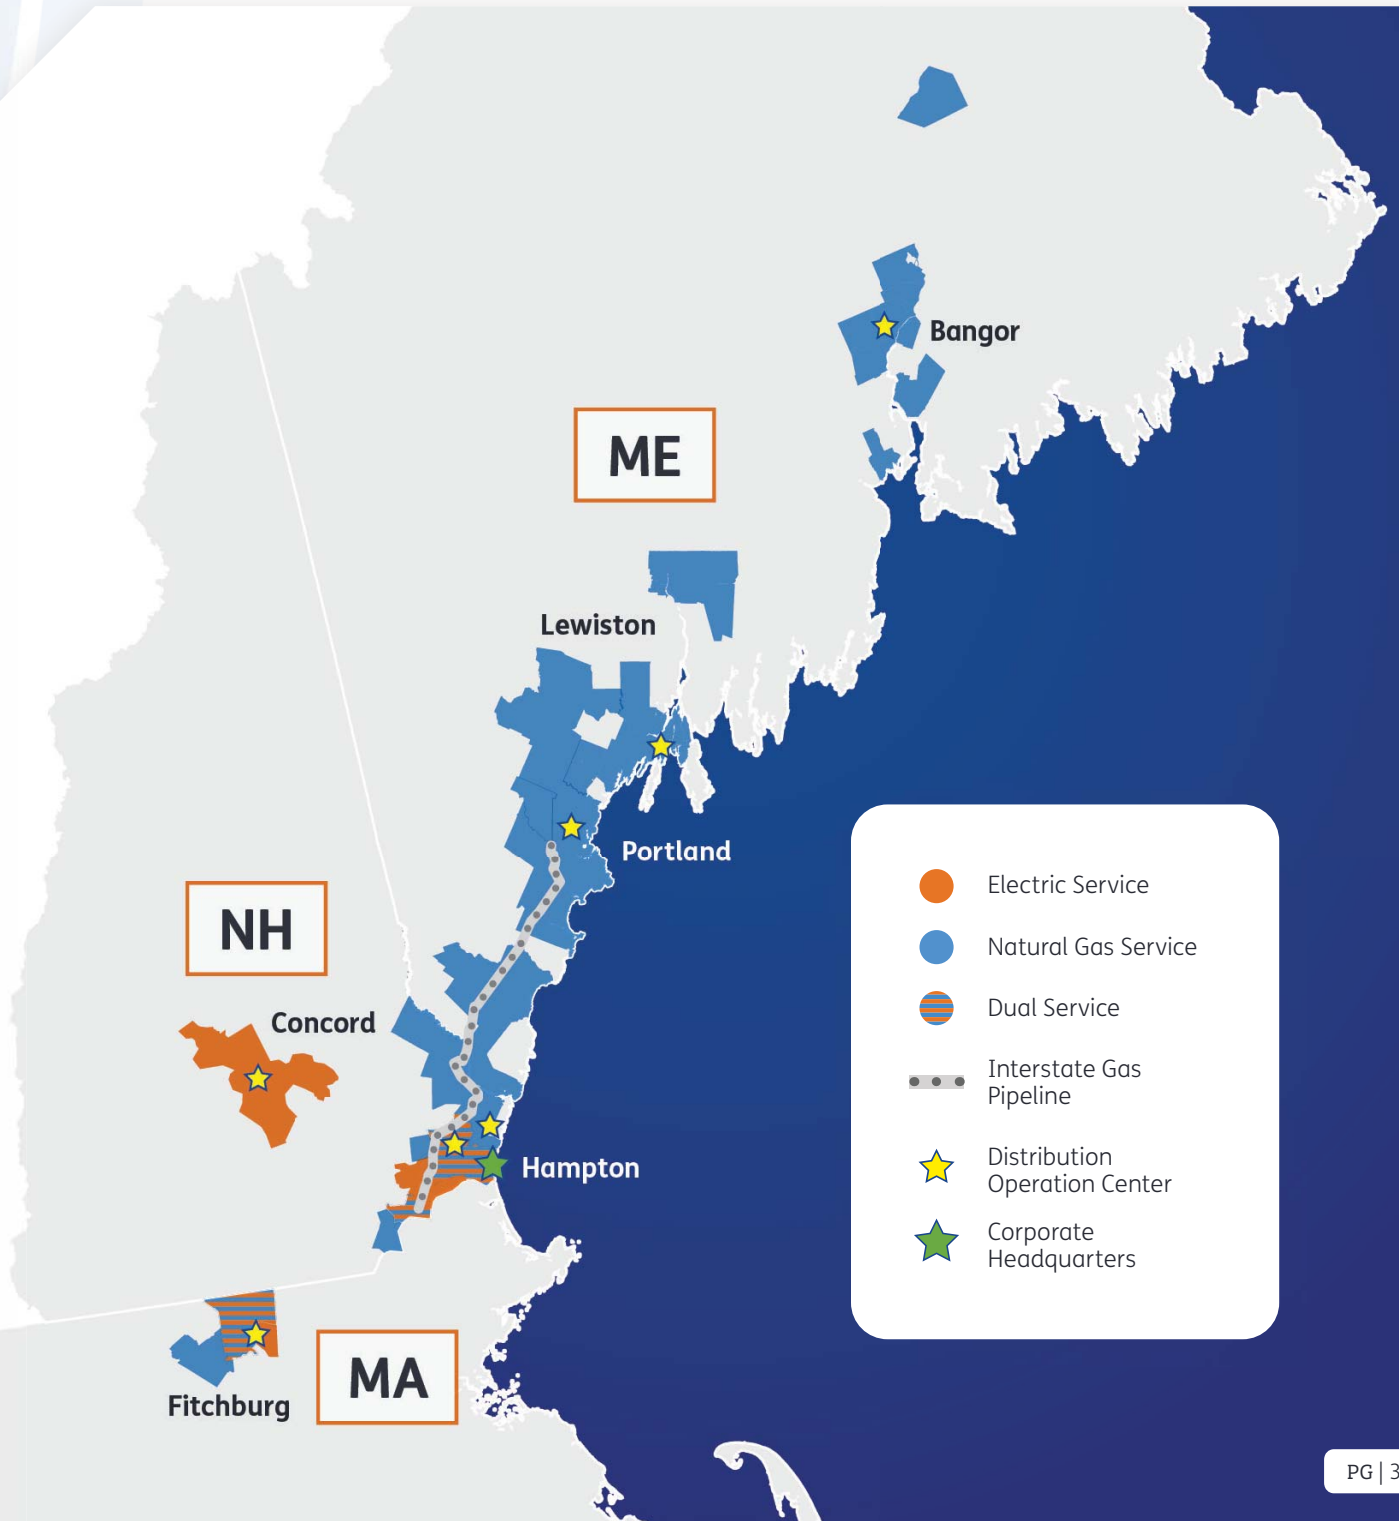 Bangor
ME
Lewiston
Portland
NH
Concord
Hampton
Fitchburg
MA
Electric Service
Natural Gas Service
Dual Service
Interstate Gas
Pipeline
Distribution
Operation Center
Corporate
Headquarters
PG | 3